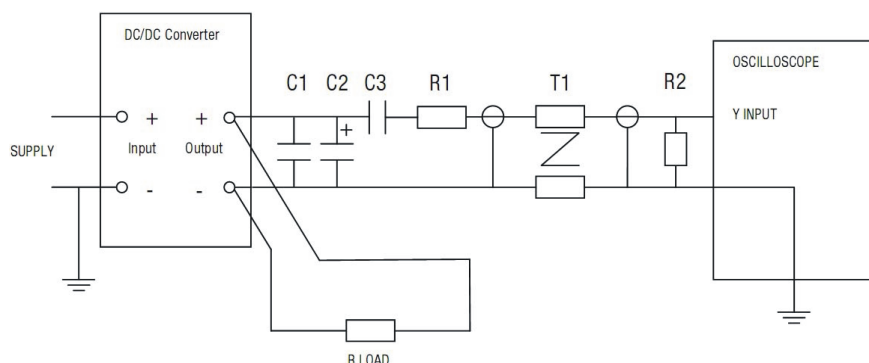 DC/DC Converter
OSCILLOSCOPE
C1 C2 C3 R1 T1 R2
+
+ + Y INPUT
SUPPLY Input Output
- -
R LOAD